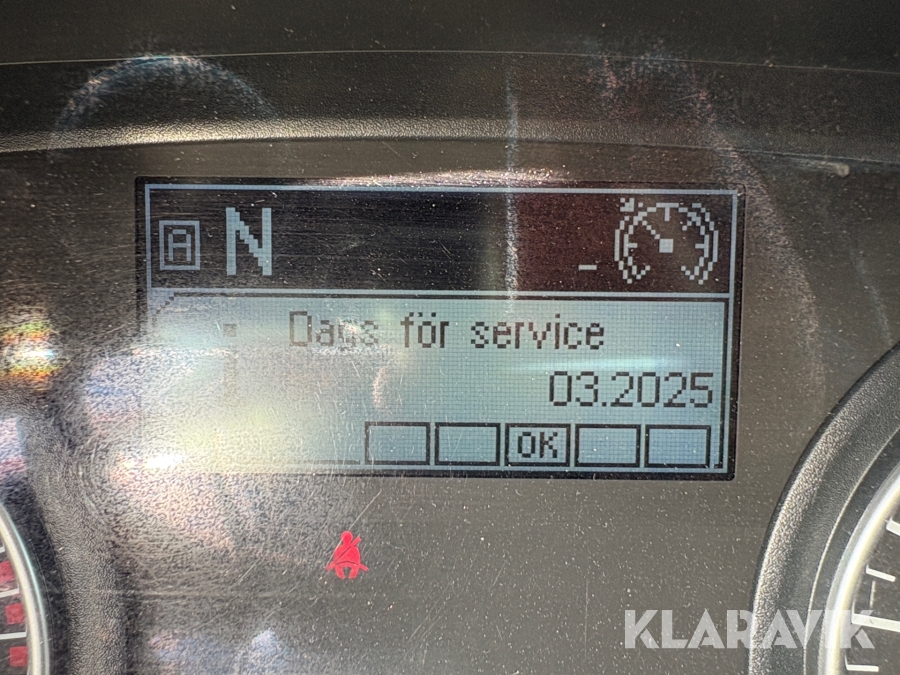 A N
Dags för service
03.2025
OK
KLARAVIK